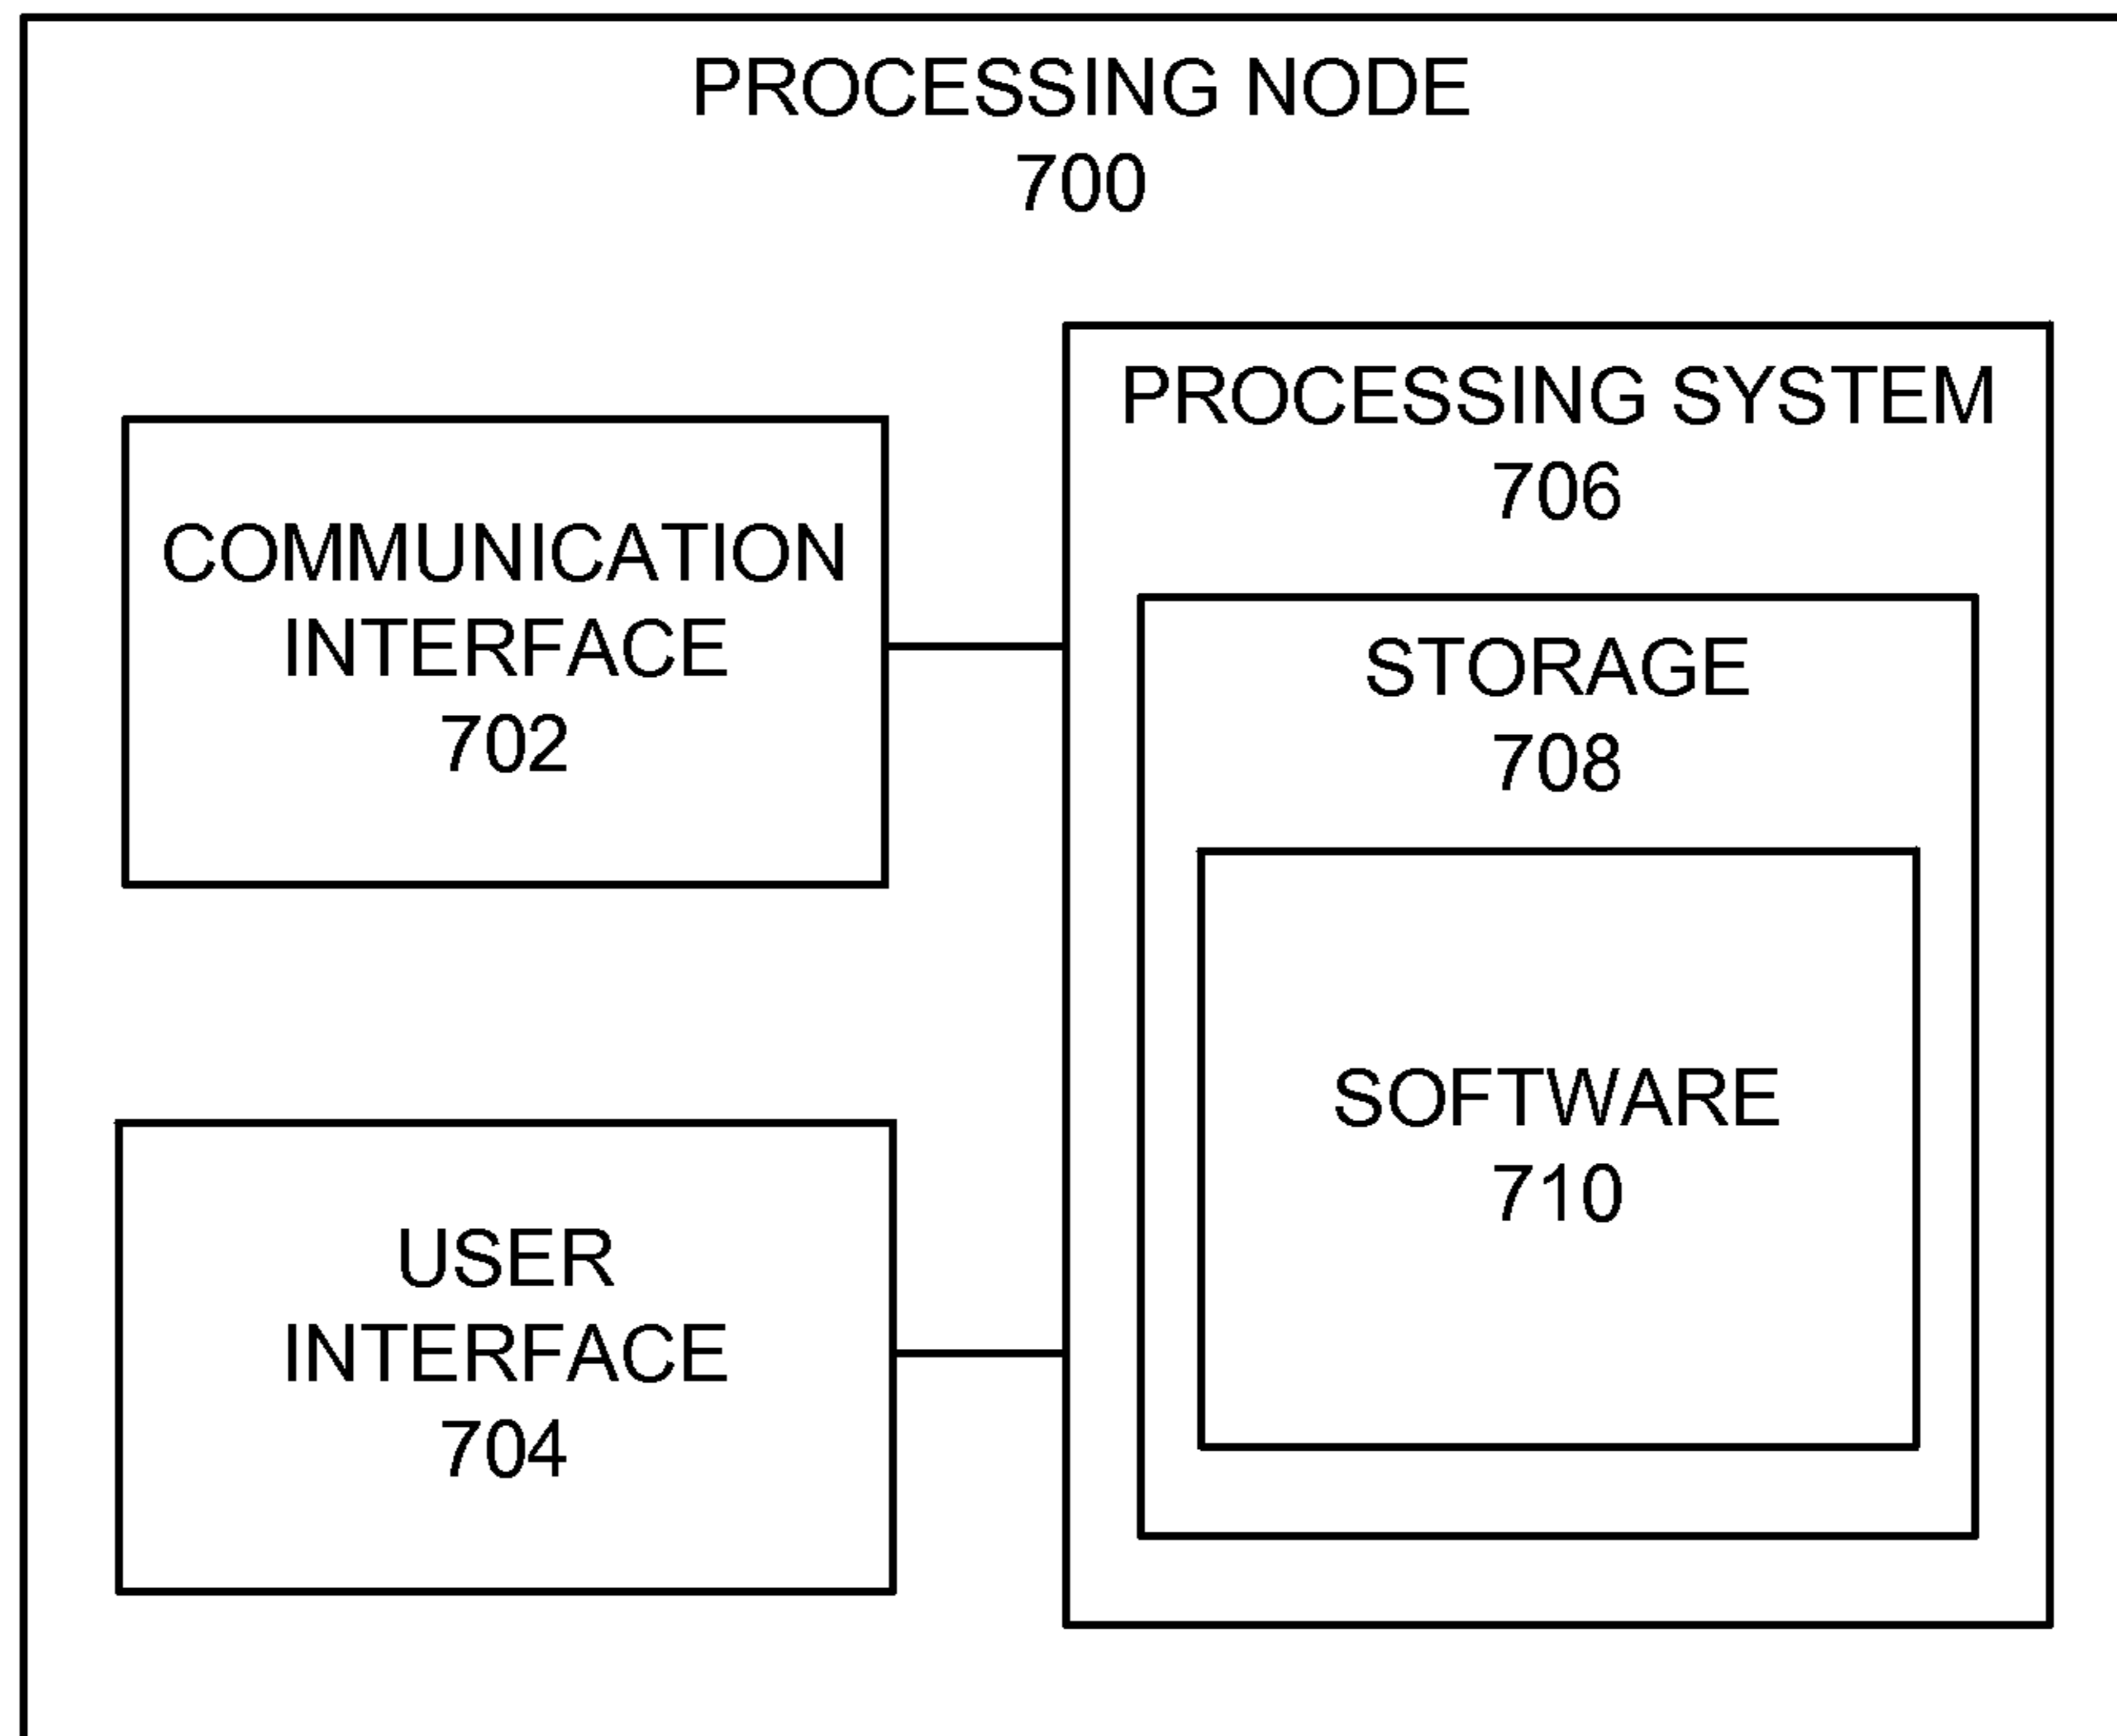 PROCESSING NODE
700
PROCESSING SYSTEM
706
COMMUNICATION
INTERFACE
702
STORAGE
708
SOFTWARE
710
USER
INTERFACE
704